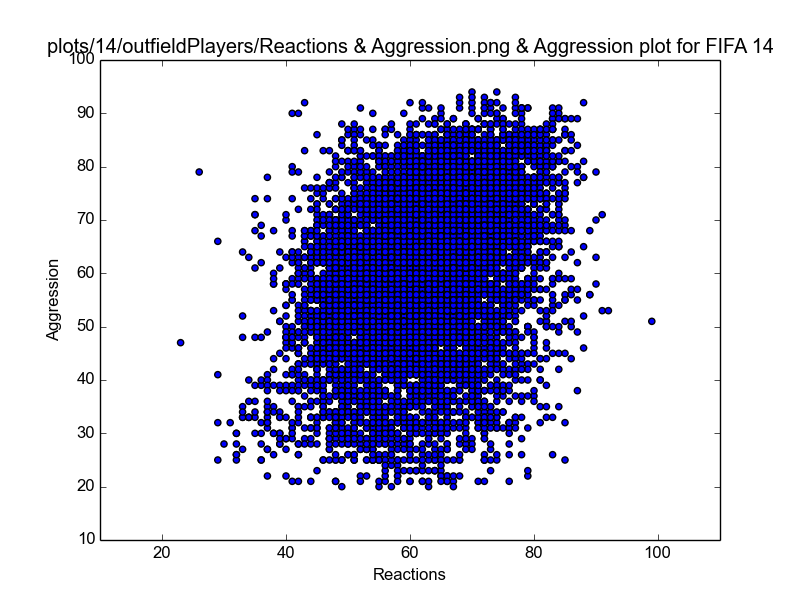 plots/14/outfieldPlayers/Reactions & Aggression.png & Aggression plot for FIFA 14
100
90
80
70
60
50
40
30
20
10
Aggression
20 40 60 80 100
Reactions